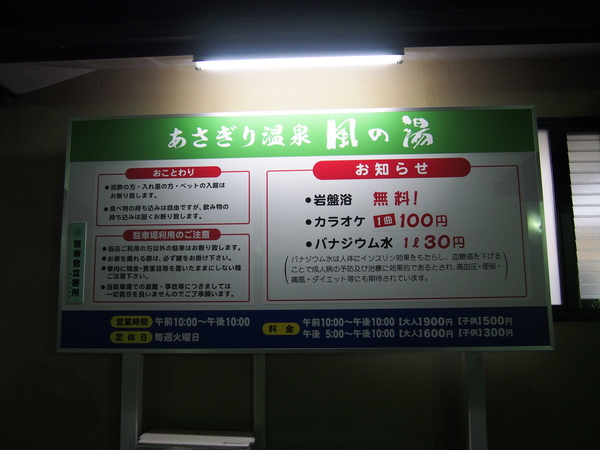 あさぎり温泉 風の湯
おことわり
●泥酔の方・入れ墨の方・ペットの入館は
お断り致します。
●食べ物の持ち込みは自由ですが、飲み物の
持ち込みは固くお断り致します。
駐車場利用のご注意
●当店ご利用の方以外の駐車はお断り致します。
●お車を離れる際は、必ず鍵をお掛け下さい。
●車内に現金・貴重品等を置いたままにしない様
ご注意下さい。
●当駐車場での盗難・事故等につきましては
一切責任を負いませんのでご了承願います。
警察官立寄所
お知らせ
●岩盤浴 無料!
●カラオケ 1曲 100円
●バナジウム水 1ℓ 30円
バナジウム水は人体にインスリン効果をもたらし、血糖値を下げる
ことで成人病の予防及び治療に効果的であるとされ、高血圧・便秘・
痛風・ダイエット等にも期待されています。
営業時間 午前10:00〜午後10:00
定休日 毎週火曜日
料金 午前10:00〜午後10:00【大人】900円【子供】500円
午後 5:00〜午後10:00【大人】600円【子供】300円